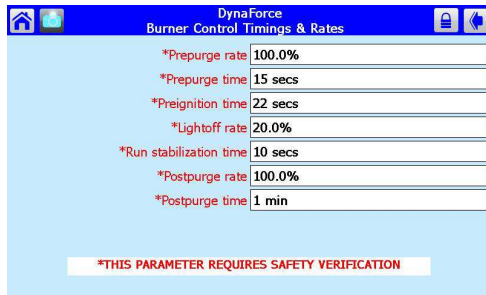 DynaForce
Burner Control Timings & Rates
*Prepurge rate 100.0%
*Prepurge time 15 secs
*Preignition time 22 secs
*Lightoff rate 20.0%
*Run stabilization time 10 secs
*Postpurge rate 100.0%
*Postpurge time 1 min
*THIS PARAMETER REQUIRES SAFETY VERIFICATION